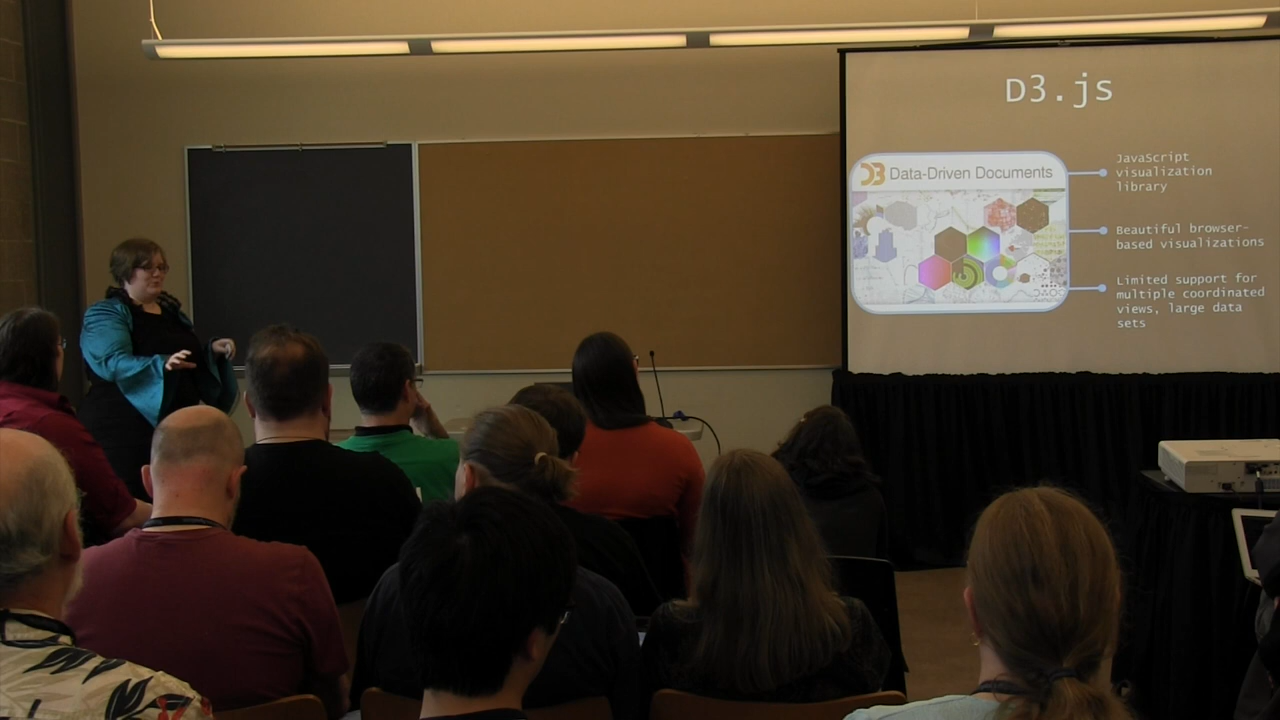 D3.js
D3 Data-Driven Documents
JavaScript
visualization
library
Beautiful browser-
based visualizations
Limited support for
multiple coordinated
views, large data
sets